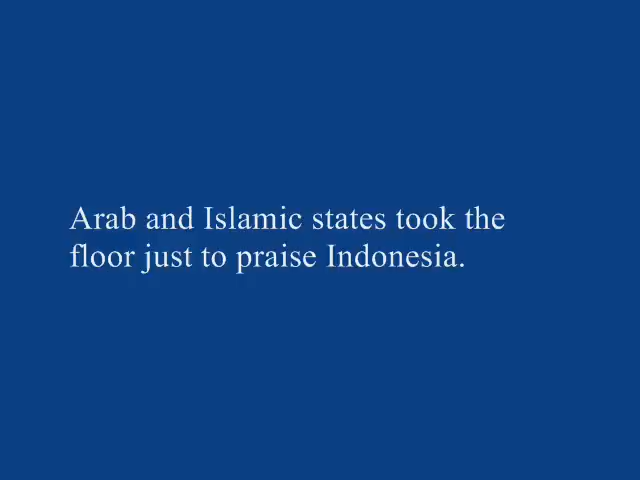 Arab and Islamic states took the
floor just to praise Indonesia.